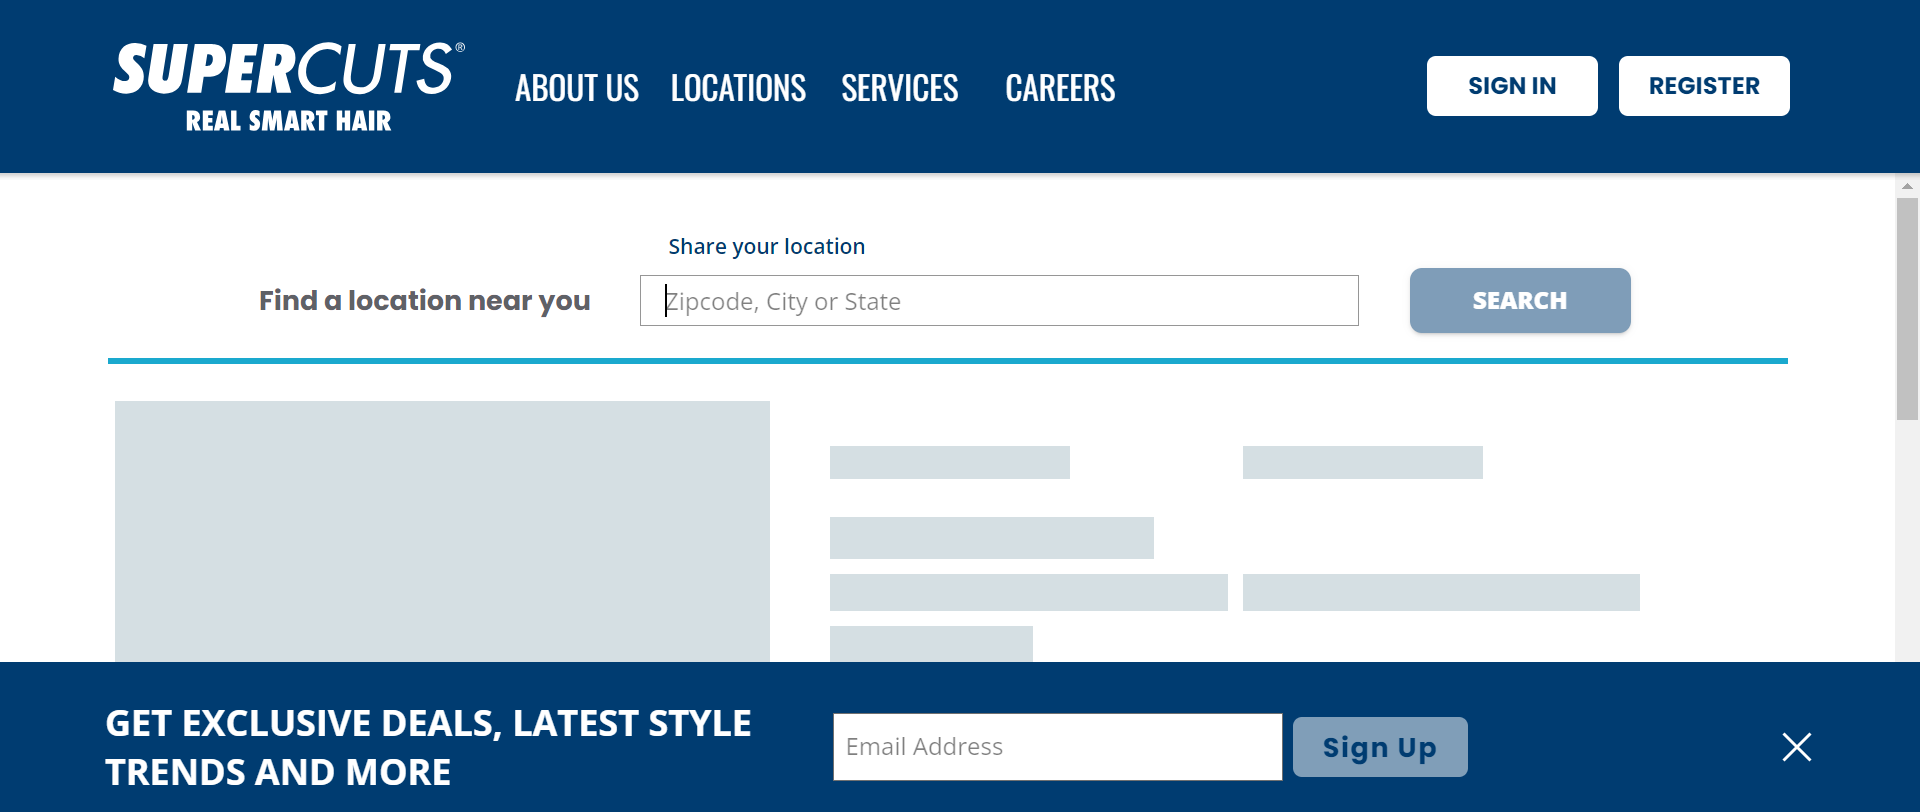 SUPERCUTS®
REAL SMART HAIR
ABOUT US LOCATIONS SERVICES CAREERS
SIGN IN REGISTER
Share your location
Find a location near you
Zipcode, City or State
SEARCH
GET EXCLUSIVE DEALS, LATEST STYLE
TRENDS AND MORE
Email Address
Sign Up